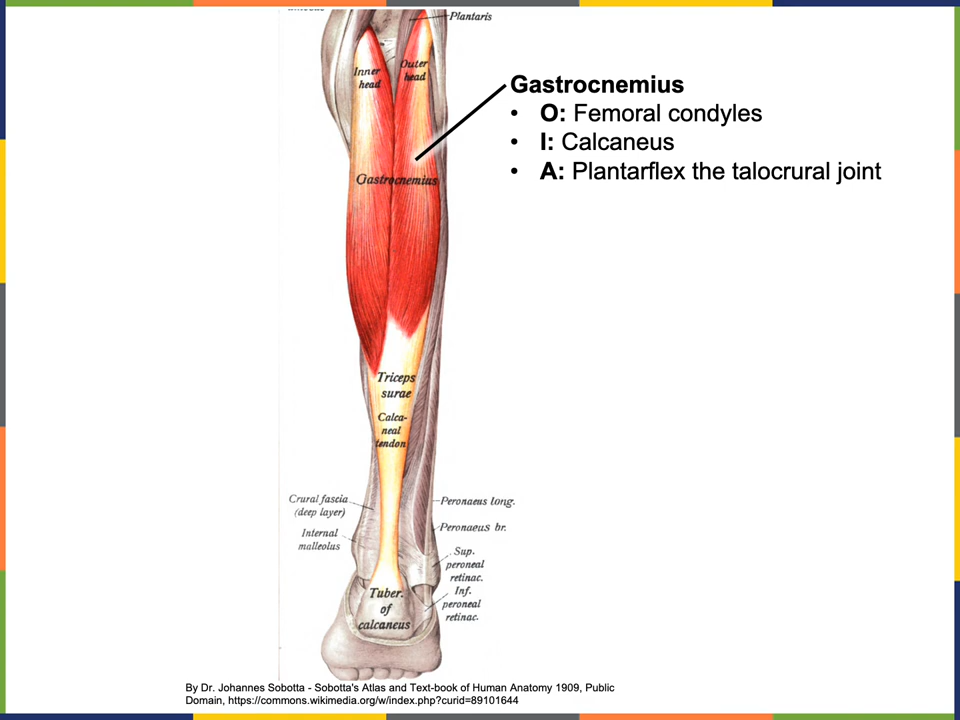 Plantaris
Inner
head
Outer
head
Gastrocnemius
• O: Femoral condyles
• I: Calcaneus
• A: Plantarflex the talocrural joint
Gastrocnemius
Triceps
surae
Calca-
neal
tendon
Crural fascia
(deep layer)
Internal
malleolus
Peronaeus long.
Peronaeus br.
Sup.
peroneal
retinac.
Inf.
peroneal
retinac.
Tuber.
of
calcaneus
By Dr. Johannes Sobotta - Sobotta's Atlas and Text-book of Human Anatomy 1909, Public
Domain, https://commons.wikimedia.org/w/index.php?curid=89101644